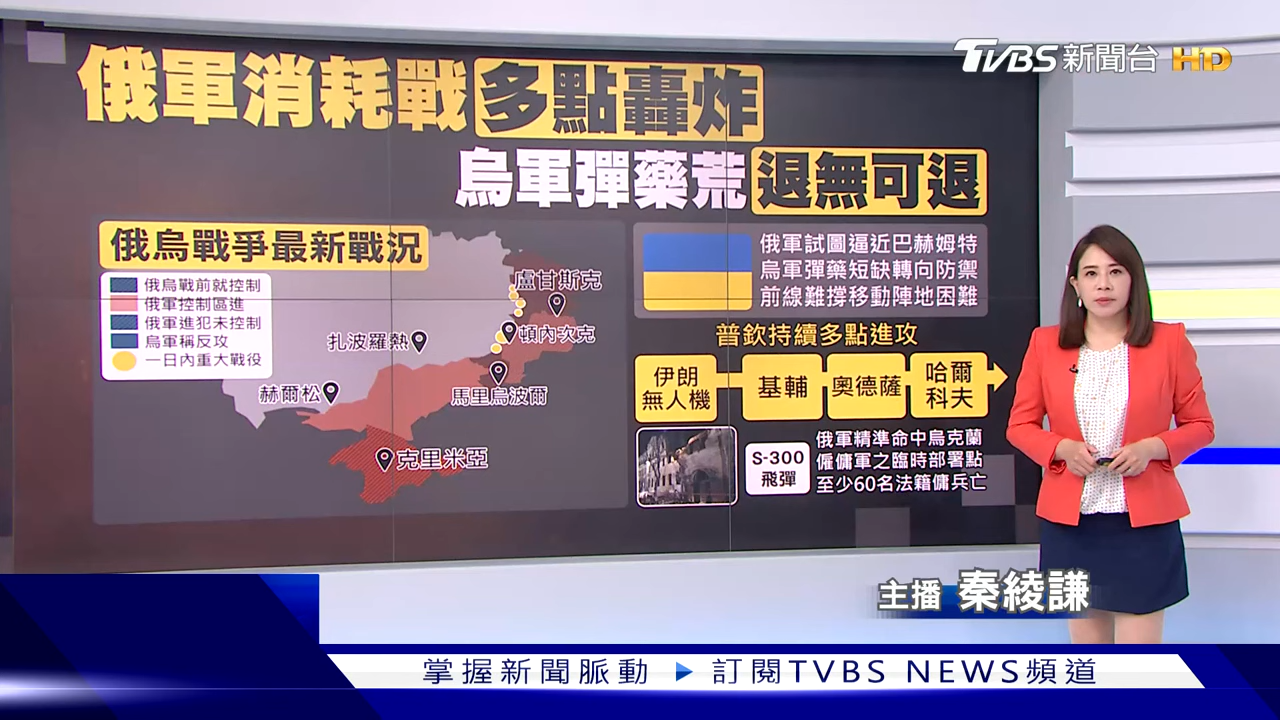 TVBS新聞台 HD
俄軍消耗戰 多點轟炸
烏軍彈藥荒 退無可退
俄烏戰爭最新戰況
俄烏戰前就控制
俄軍控制區進
俄軍進犯未控制
烏軍稱反攻
一日內重大戰役
盧甘斯克
頓內次克
扎波羅熱
馬里烏波爾
赫爾松
克里米亞
俄軍試圖逼近巴赫姆特
烏軍彈藥短缺轉向防禦
前線難撐移動陣地困難
普欽持續多點進攻
伊朗
無人機
基輔
奧德薩
哈爾
科夫
S-300
飛彈
俄軍精準命中烏克蘭
僱傭軍之臨時部署點
至少60名法籍傭兵亡
主播 秦綾謙
掌握新聞脈動 訂閱TVBS NEWS頻道